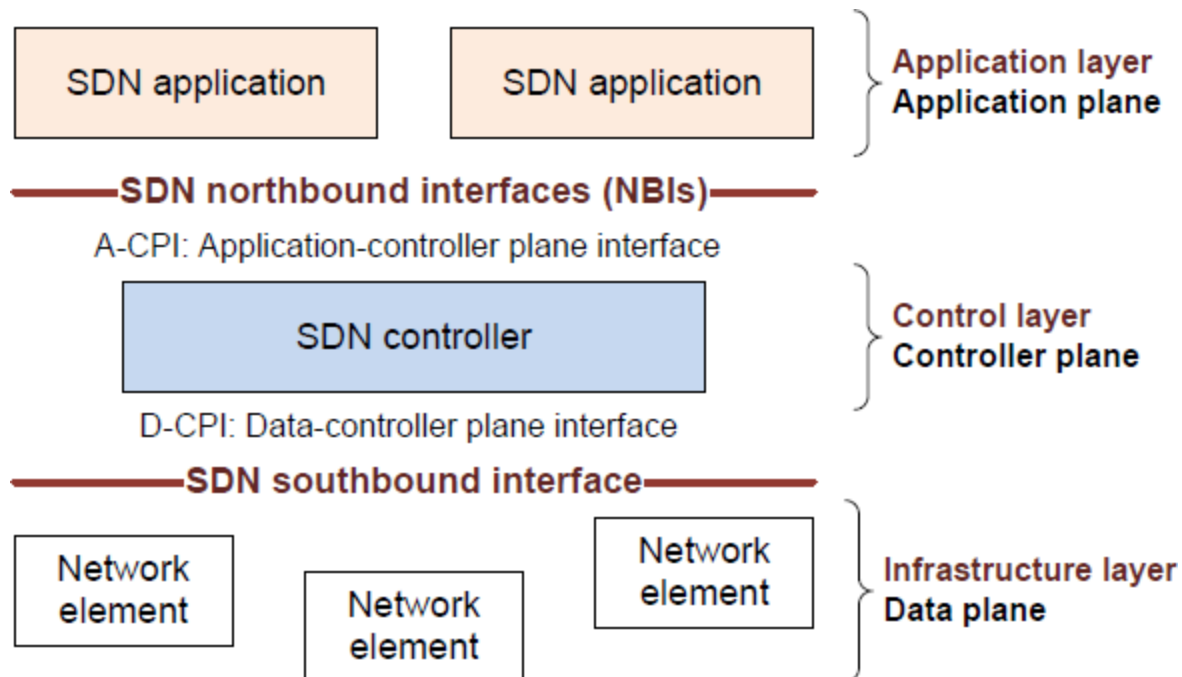 SDN application
SDN application
Application layer
Application plane
SDN northbound interfaces (NBIs)
A-CPI: Application-controller plane interface
SDN controller
Control layer
Controller plane
D-CPI: Data-controller plane interface
SDN southbound interface
Network
element
Network
element
Network
element
Infrastructure layer
Data plane